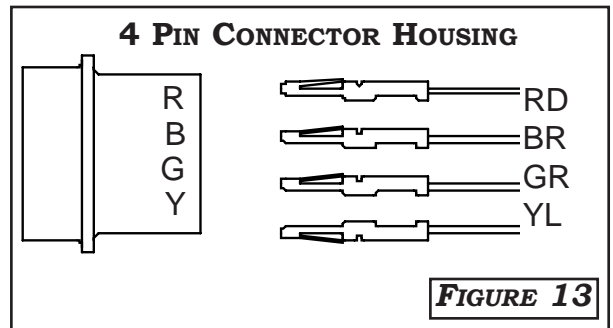 4 PIN CONNECTOR HOUSING
R
B
G
Y
RD
BR
GR
YL
FIGURE 13